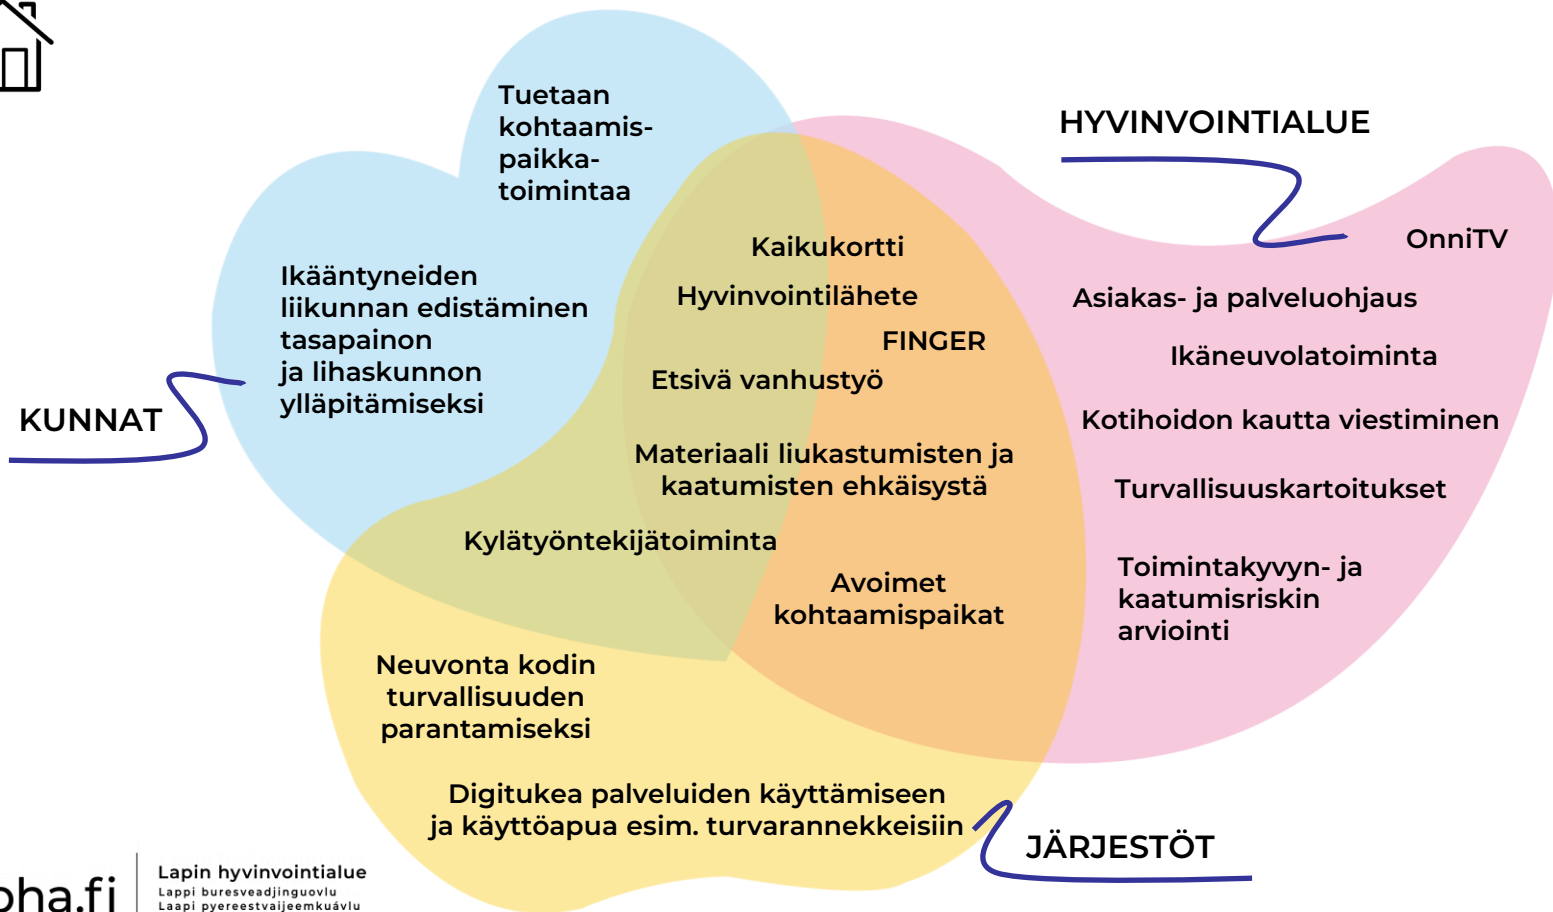 Tuetaan
kohtaamis-
paikka-
toimintaa
HYVINVOINTIALUE
OnniTV
Kaikukortti
Ikääntyneiden
liikunnan edistäminen
tasapainon
ja lihaskunnon
ylläpitämiseksi
Hyvinvointilähete
Asiakas- ja palveluohjaus
FINGER
Ikäneuvolatoiminta
Etsivä vanhustyö
KUNNAT
Kotihoidon kautta viestiminen
Materiaali liukastumisten ja
kaatumisten ehkäisystä
Turvallisuuskartoitukset
Kylätyöntekijätoiminta
Avoimet
kohtaamispaikat
Toimintakyvyn- ja
kaatumisriskin
arviointi
Neuvonta kodin
turvallisuuden
parantamiseksi
Digitukea palveluiden käyttämiseen
ja käyttöapua esim. turvarannekkeisiin
JÄRJESTÖT
ha.fi
Lapin hyvinvointialue
Lappi buresveadjinguovlu
Laapi pyereestvaijeemkuávlu